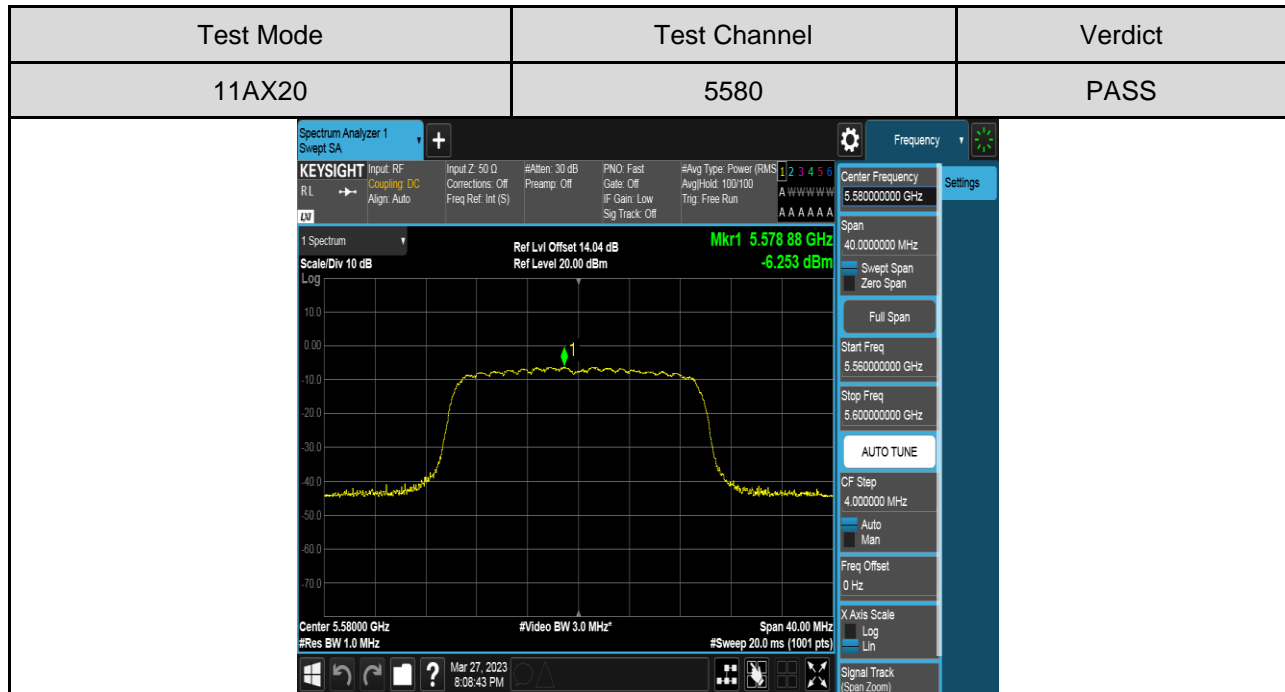 Test Mode Test Channel Verdict
11AX20 5580 PASS
Spectrum Analyzer 1
Swept SA
+
Frequency
KEYSIGHT
RL
LXI
Input: RF
Coupling: DC
Align: Auto
Input Z: 50 Ω
Corrections: Off
Freq Ref: Int (S)
#Atten: 30 dB
Preamp: Off
PNO: Fast
Gate: Off
IF Gain: Low
Sig Track: Off
#Avg Type: Power (RMS
Avg|Hold: 100/100
Trig: Free Run
1 2 3 4 5 6
A W W W W W
A A A A A A
1 Spectrum
Scale/Div 10 dB
Ref Lvl Offset 14.04 dB
Ref Level 20.00 dBm
Mkr1 5.578 88 GHz
-6.253 dBm
Log
10.0
0.00
-10.0
-20.0
-30.0
-40.0
-50.0
-60.0
-70.0
1
Center 5.58000 GHz
#Res BW 1.0 MHz
#Video BW 3.0 MHz*
Span 40.00 MHz
#Sweep 20.0 ms (1001 pts)
?
Mar 27, 2023
8:08:43 PM
Center Frequency
5.580000000 GHz
Settings
Span
40.0000000 MHz
Swept Span
Zero Span
Full Span
Start Freq
5.560000000 GHz
Stop Freq
5.600000000 GHz
AUTO TUNE
CF Step
4.000000 MHz
Auto
Man
Freq Offset
0 Hz
X Axis Scale
Log
Lin
Signal Track
(Span Zoom)